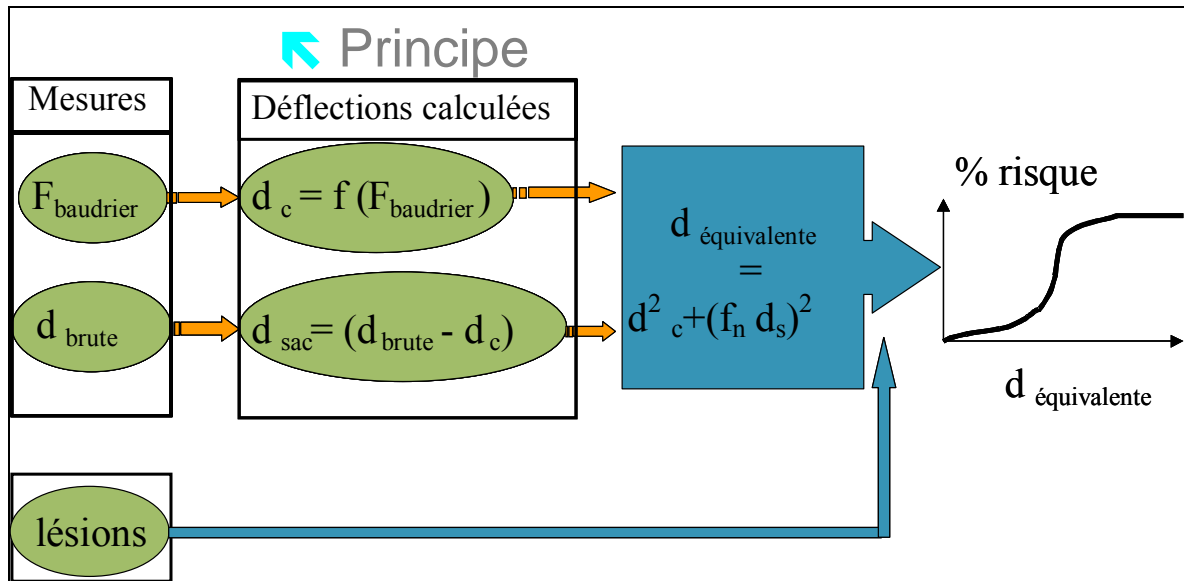 Principe
Mesures
Déflections calculées
F baudrier
d c = f (F baudrier)
d brute
d sac= (d brute - d c)
d équivalente
=
d² c+(fn ds)²
% risque
d équivalente
lésions